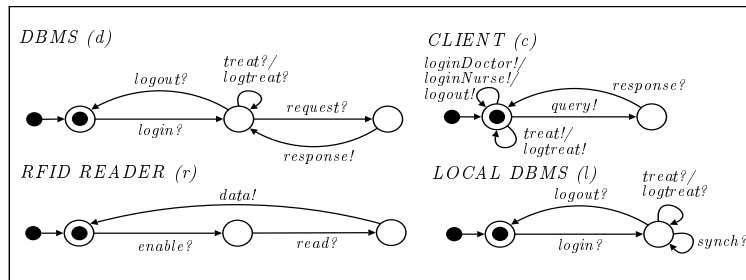 DBMS (d)
logout?
treat?/
logtreat?
login?
request?
response!
CLIENT (c)
loginDoctor!/
loginNurse!/
logout!
query!
response?
treat!/
logtreat!
RFID READER (r)
data!
enable?
read?
LOCAL DBMS (l)
logout?
treat?/
logtreat?
login?
synch?